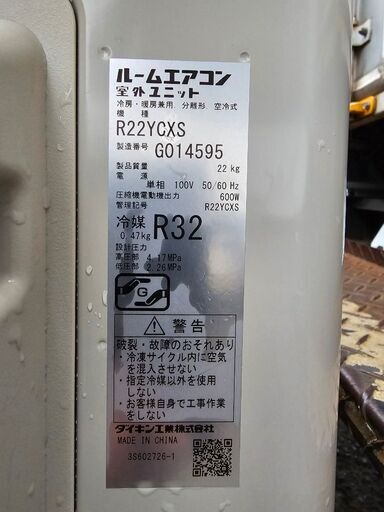 ルームエアコン
室外ユニット
冷房・暖房兼用 分離形 空冷式
機種
R22YCXS
製造番号 G014595
製品質量 22 kg
電源
単相 100V 50/60 Hz
圧縮機電動機出力 600W
管理記号 R22YCXS
冷媒 R32
0.47kg
設計圧力
高圧部 4.17MPa
低圧部 2.26MPa
G
警告
破裂・故障のおそれあり
・冷凍サイクル内に空気
を混入させない
・指定冷媒以外を使用
しない
・お客様自身で工事作業
をしない
ダイキン工業株式会社
MADE IN CHINA
3S602726-1